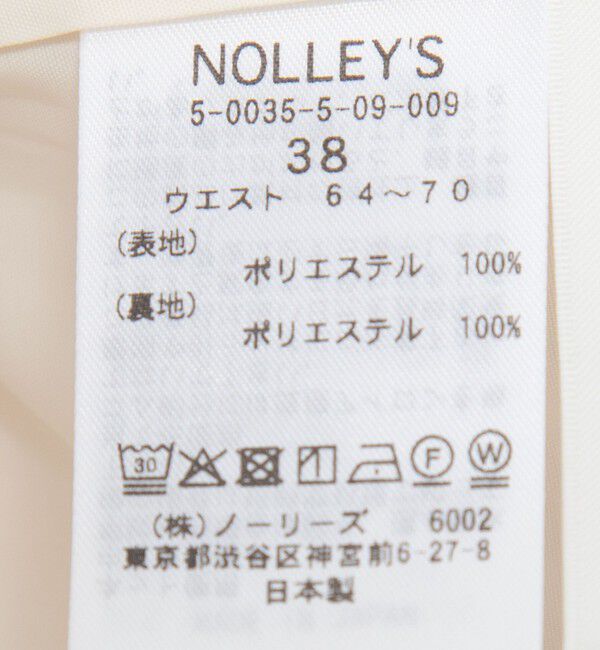 NOLLEY'S
5-0035-5-09-009
38
ウエスト 64～70
(表地)
ポリエステル 100%
(裏地)
ポリエステル 100%
30 F W
(株)ノーリーズ 6002
東京都渋谷区神宮前6-27-8
日本製